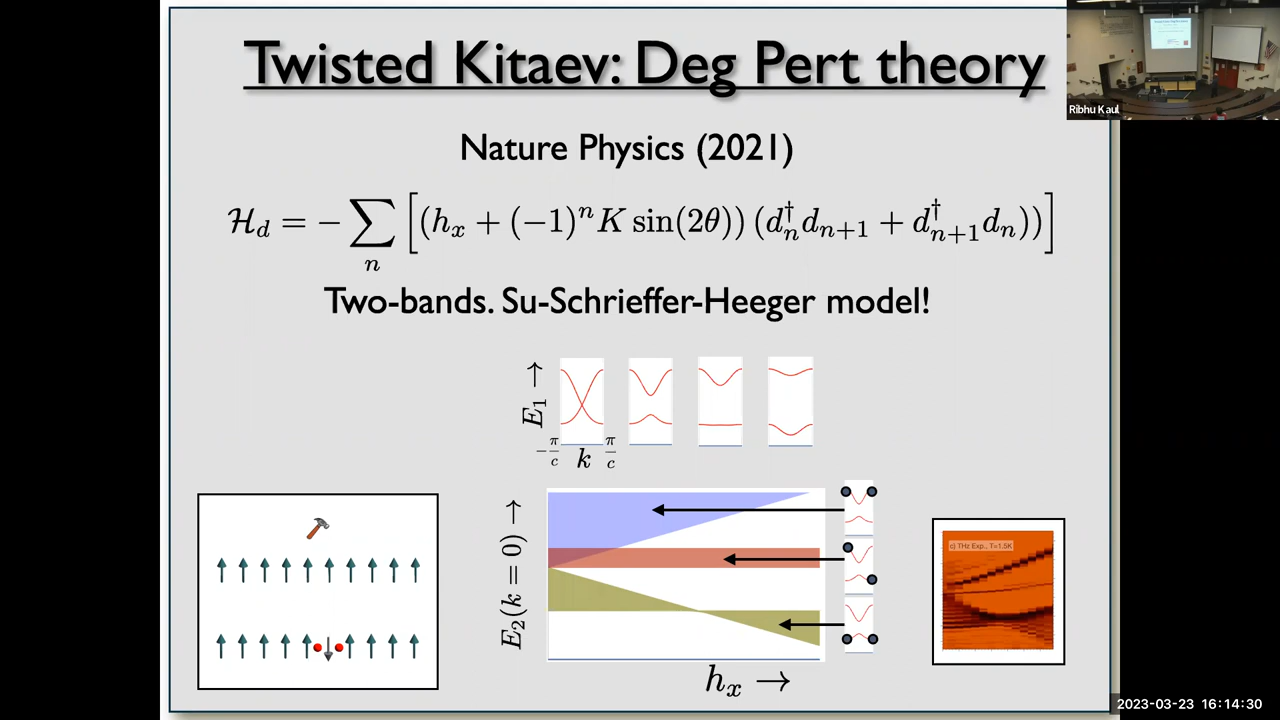 Twisted Kitaev: Deg Pert theory
Ribhu Kaul
Nature Physics (2021)
$\mathcal{H}_d = -\sum_n \left[ (h_x + (-1)^n K \sin(2\theta)) \, (d_n^\dagger d_{n+1} + d_{n+1}^\dagger d_n)) \right]$
Two-bands. Su-Schrieffer-Heeger model!
$E_1 \rightarrow$
$-\frac{\pi}{c}$ $k$ $\frac{\pi}{c}$
$E_2(k = 0) \rightarrow$
c) THz Exp., T=1.5K
$h_x \rightarrow$
2023-03-23 16:14:30